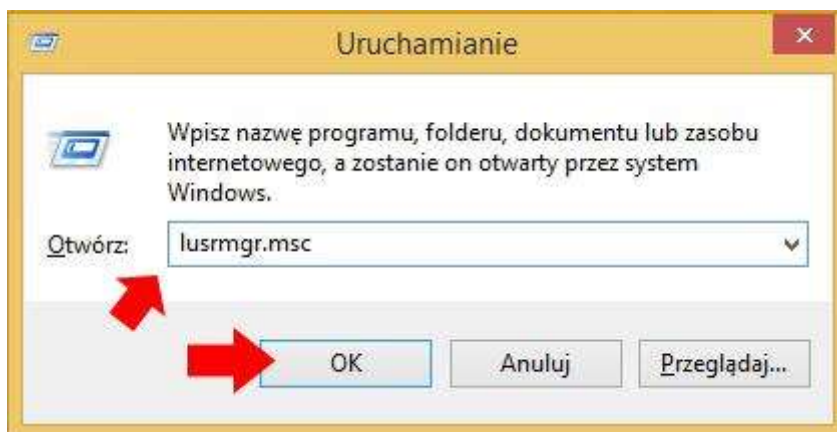 Uruchamianie
Wpisz nazwę programu, folderu, dokumentu lub zasobu
internetowego, a zostanie on otwarty przez system
Windows.
Otwórz: lusrmgr.msc
OK Anuluj Przeglądaj...